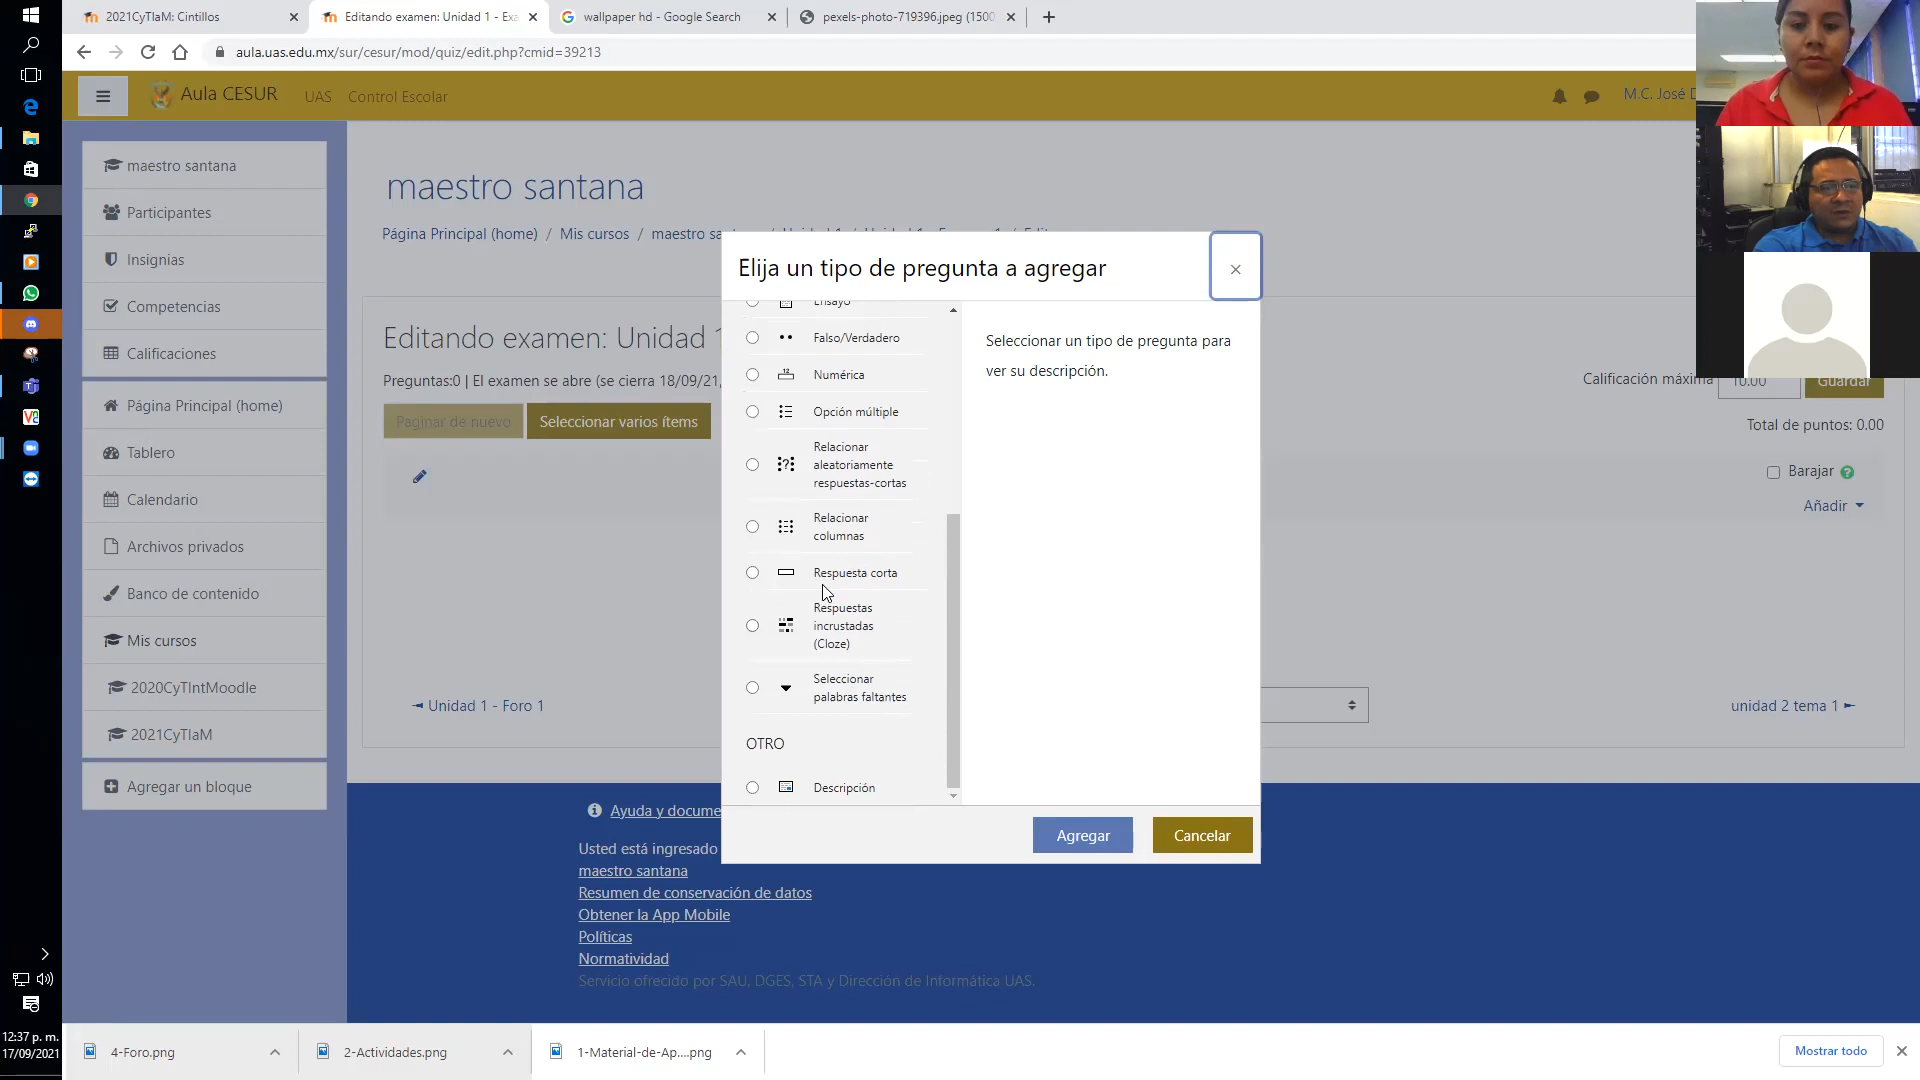 2021CyTIaM: Cintillos
Editando examen: Unidad 1 - Exa
wallpaper hd - Google Search
pexels-photo-719396.jpeg (1500
aula.uas.edu.mx/sur/cesur/mod/quiz/edit.php?cmid=39213
Aula CESUR
UAS
Control Escolar
M.C. José D
maestro santana
Participantes
Insignias
Competencias
Calificaciones
Página Principal (home)
Tablero
Calendario
Archivos privados
Banco de contenido
Mis cursos
2020CyTIntMoodle
2021CyTIaM
Agregar un bloque
maestro santana
Página Principal (home) / Mis cursos / maestro sa
Editando examen: Unidad 1
Preguntas:0 | El examen se abre (se cierra 18/09/21,
Paginar de nuevo
Seleccionar varios ítems
Calificación máxima
10.00
Guardar
Total de puntos: 0.00
Barajar
Añadir
Elija un tipo de pregunta a agregar
×
Ensayo
Falso/Verdadero
Numérica
Opción múltiple
Relacionar
aleatoriamente
respuestas-cortas
Relacionar
columnas
Respuesta corta
Respuestas
incrustadas
(Cloze)
Seleccionar
palabras faltantes
OTRO
Descripción
Seleccionar un tipo de pregunta para
ver su descripción.
Agregar
Cancelar
◄ Unidad 1 - Foro 1
unidad 2 tema 1 ►
Ayuda y docume
Usted está ingresado
maestro santana
Resumen de conservación de datos
Obtener la App Mobile
Políticas
Normatividad
Servicio ofrecido por SAU, DGES, STA y Dirección de Informática UAS.
12:37 p. m.
17/09/2021
4-Foro.png
2-Actividades.png
1-Material-de-Ap....png
Mostrar todo